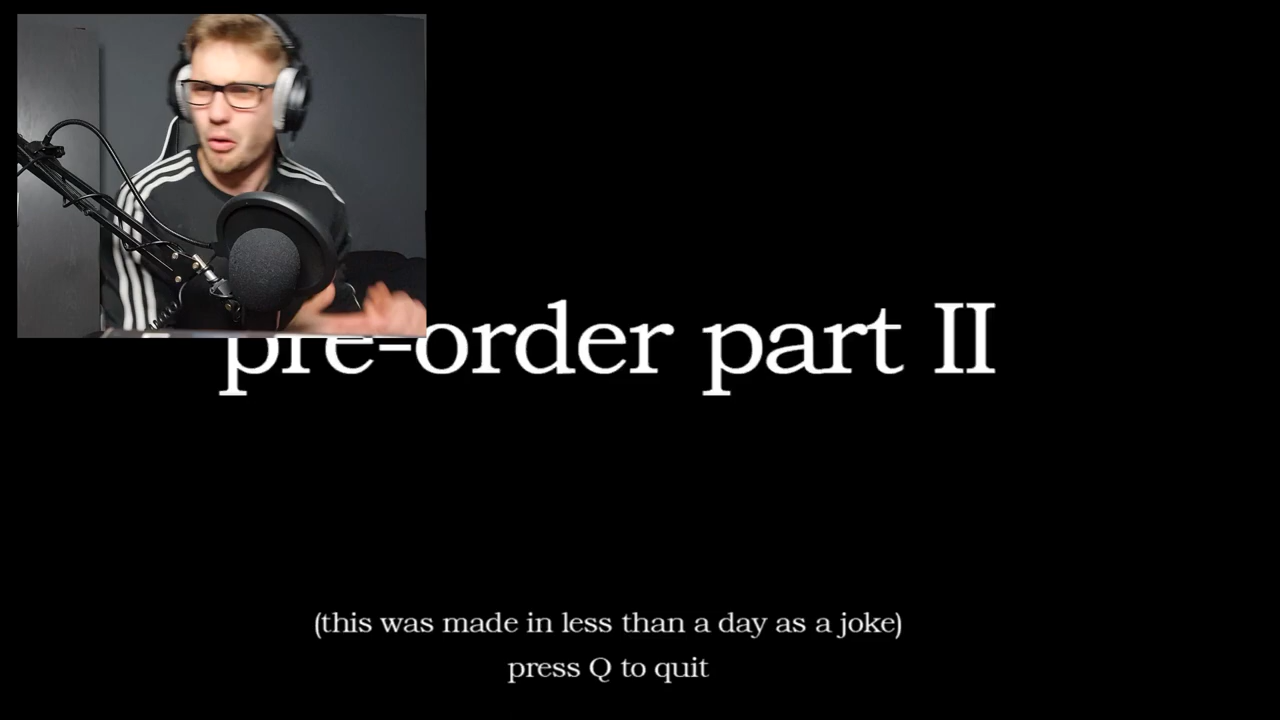 pre-order part II
(this was made in less than a day as a joke)
press Q to quit